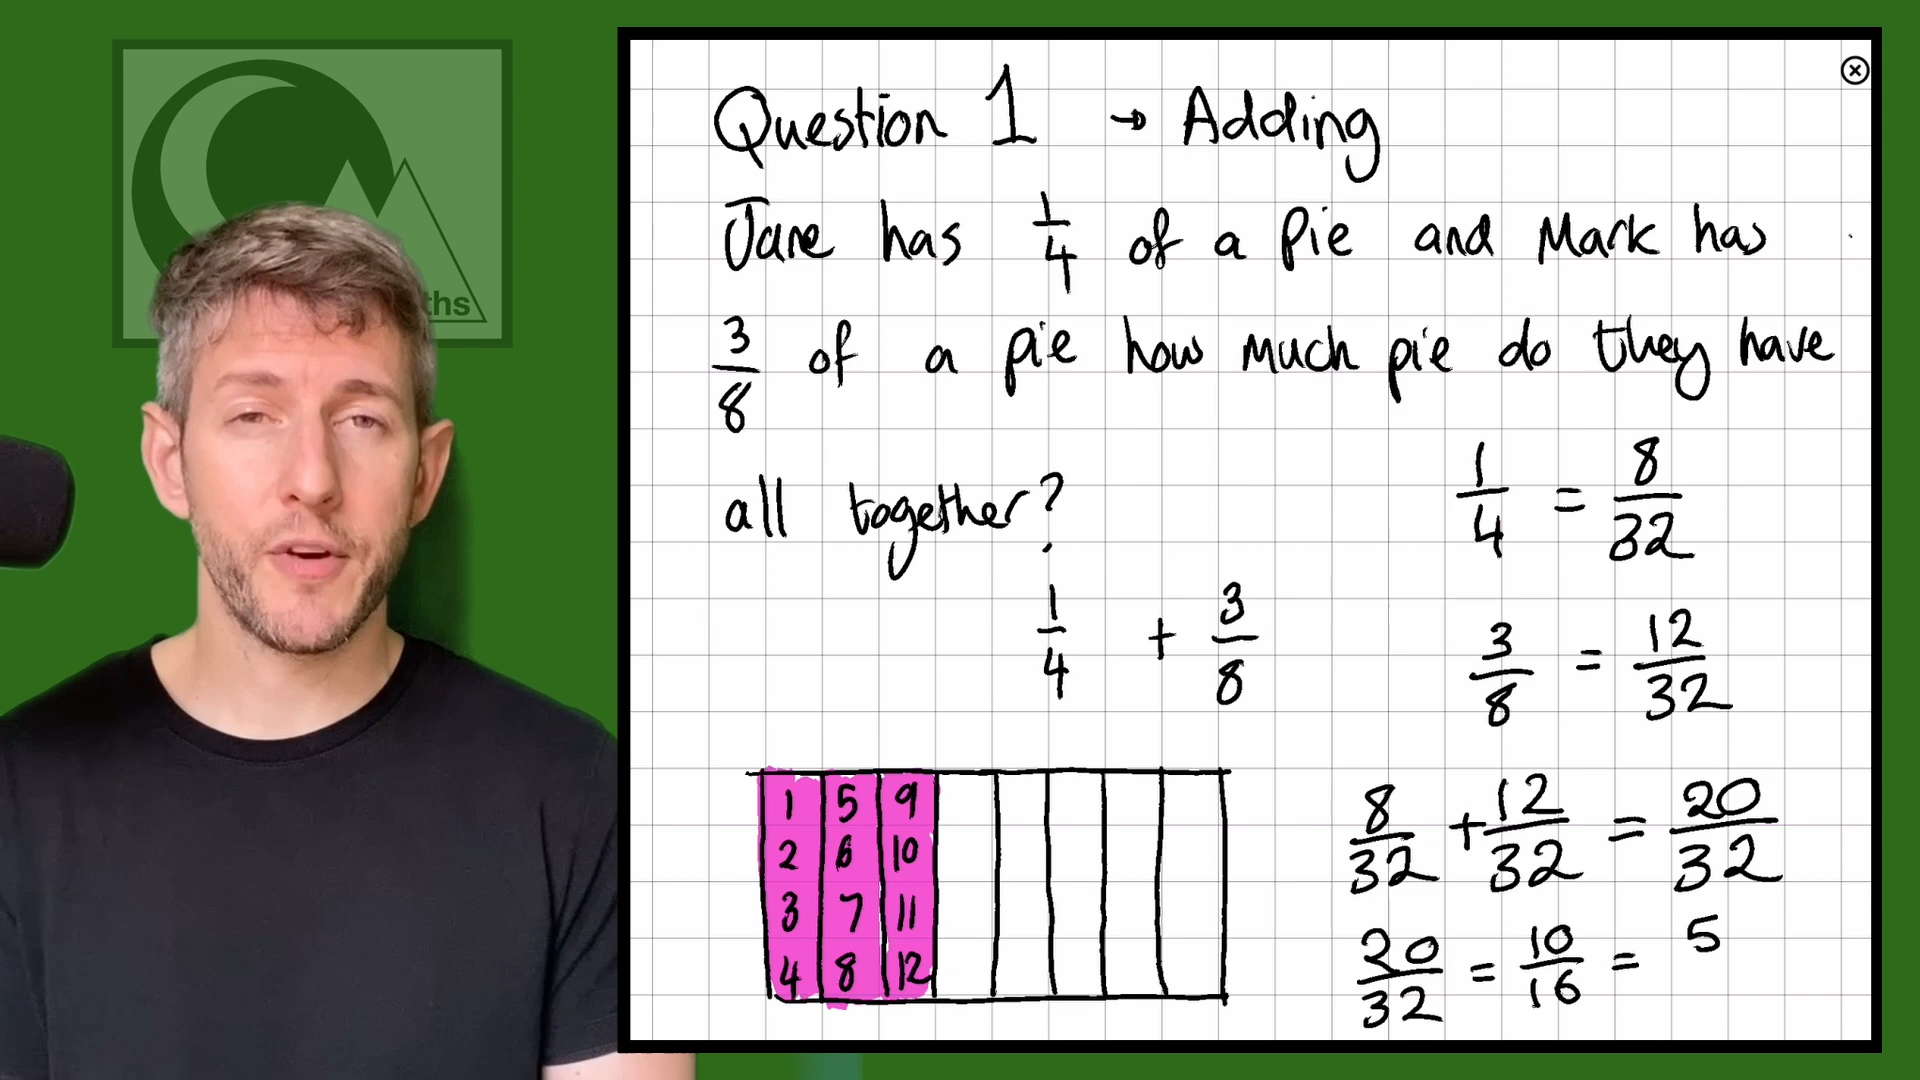 Question 1 → Adding
Jane has 1/4 of a pie and Mark has
3/8 of a pie how much pie do they have
all together?
1/4 + 3/8
1/4 = 8/32
3/8 = 12/32
8/32 + 12/32 = 20/32
20/32 = 10/16 = 5
1 5 9
2 6 10
3 7 11
4 8 12
ths